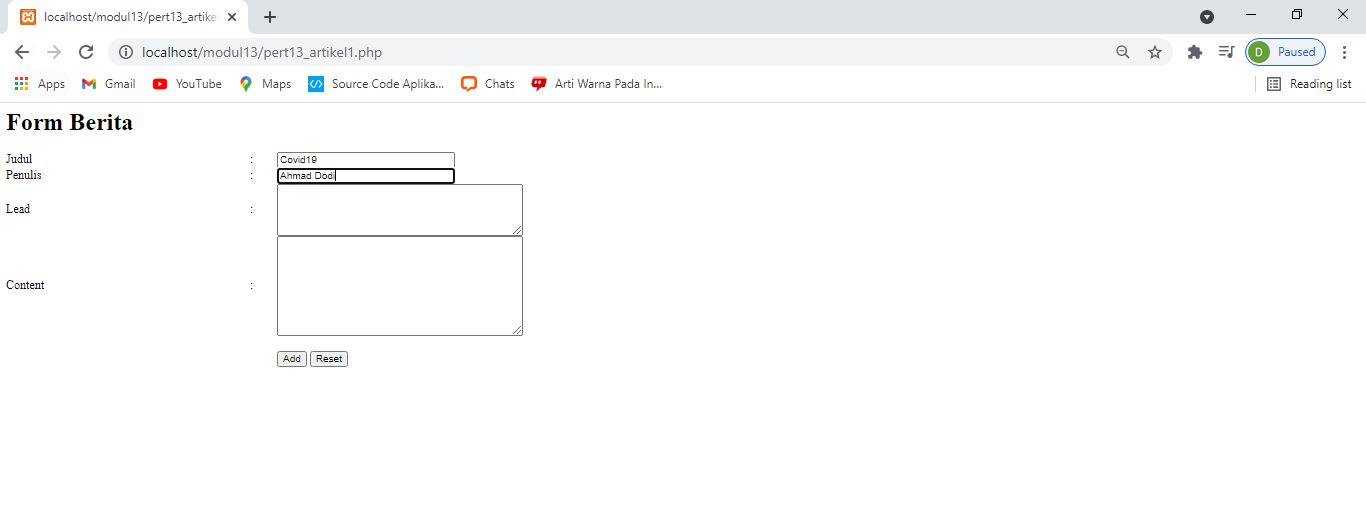 localhost/modul13/pert13_artike
localhost/modul13/pert13_artikel1.php
D Paused
Apps Gmail YouTube Maps Source Code Aplika... Chats Arti Warna Pada In... Reading list
Form Berita
Judul : Covid19
Penulis : Ahmad Dodi
Lead :
Content :
Add Reset